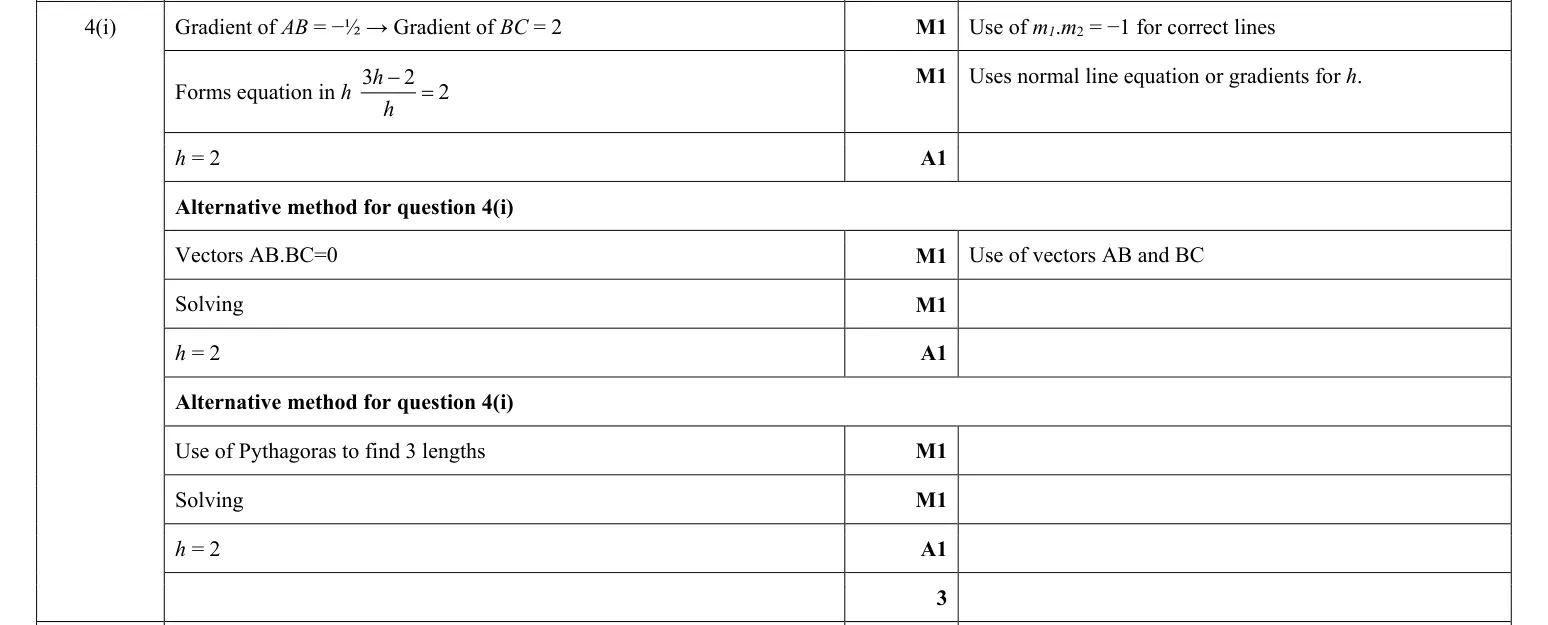 4(i) Gradient of AB = −½ → Gradient of BC = 2 M1 Use of m₁.m₂ = −1 for correct lines
Forms equation in h (3h − 2)/h = 2 M1 Uses normal line equation or gradients for h.
h = 2 A1
Alternative method for question 4(i)
Vectors AB.BC=0 M1 Use of vectors AB and BC
Solving M1
h = 2 A1
Alternative method for question 4(i)
Use of Pythagoras to find 3 lengths M1
Solving M1
h = 2 A1
3